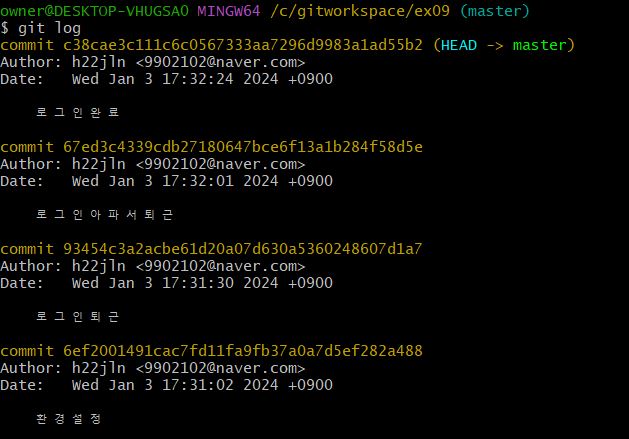 owner@DESKTOP-VHUGSAO MINGW64 /c/gitworkspace/ex09 (master)
$ git log
commit c38cae3c111c6c0567333aa7296d9983a1ad55b2 (HEAD -> master)
Author: h22jln <9902102@naver.com>
Date:   Wed Jan 3 17:32:24 2024 +0900
로그인완료
commit 67ed3c4339cdb27180647bce6f13a1b284f58d5e
Author: h22jln <9902102@naver.com>
Date:   Wed Jan 3 17:32:01 2024 +0900
로그인아파서퇴근
commit 93454c3a2acbe61d20a07d630a5360248607d1a7
Author: h22jln <9902102@naver.com>
Date:   Wed Jan 3 17:31:30 2024 +0900
로그인퇴근
commit 6ef2001491cac7fd11fa9fb37a0a7d5ef282a488
Author: h22jln <9902102@naver.com>
Date:   Wed Jan 3 17:31:02 2024 +0900
환경설정